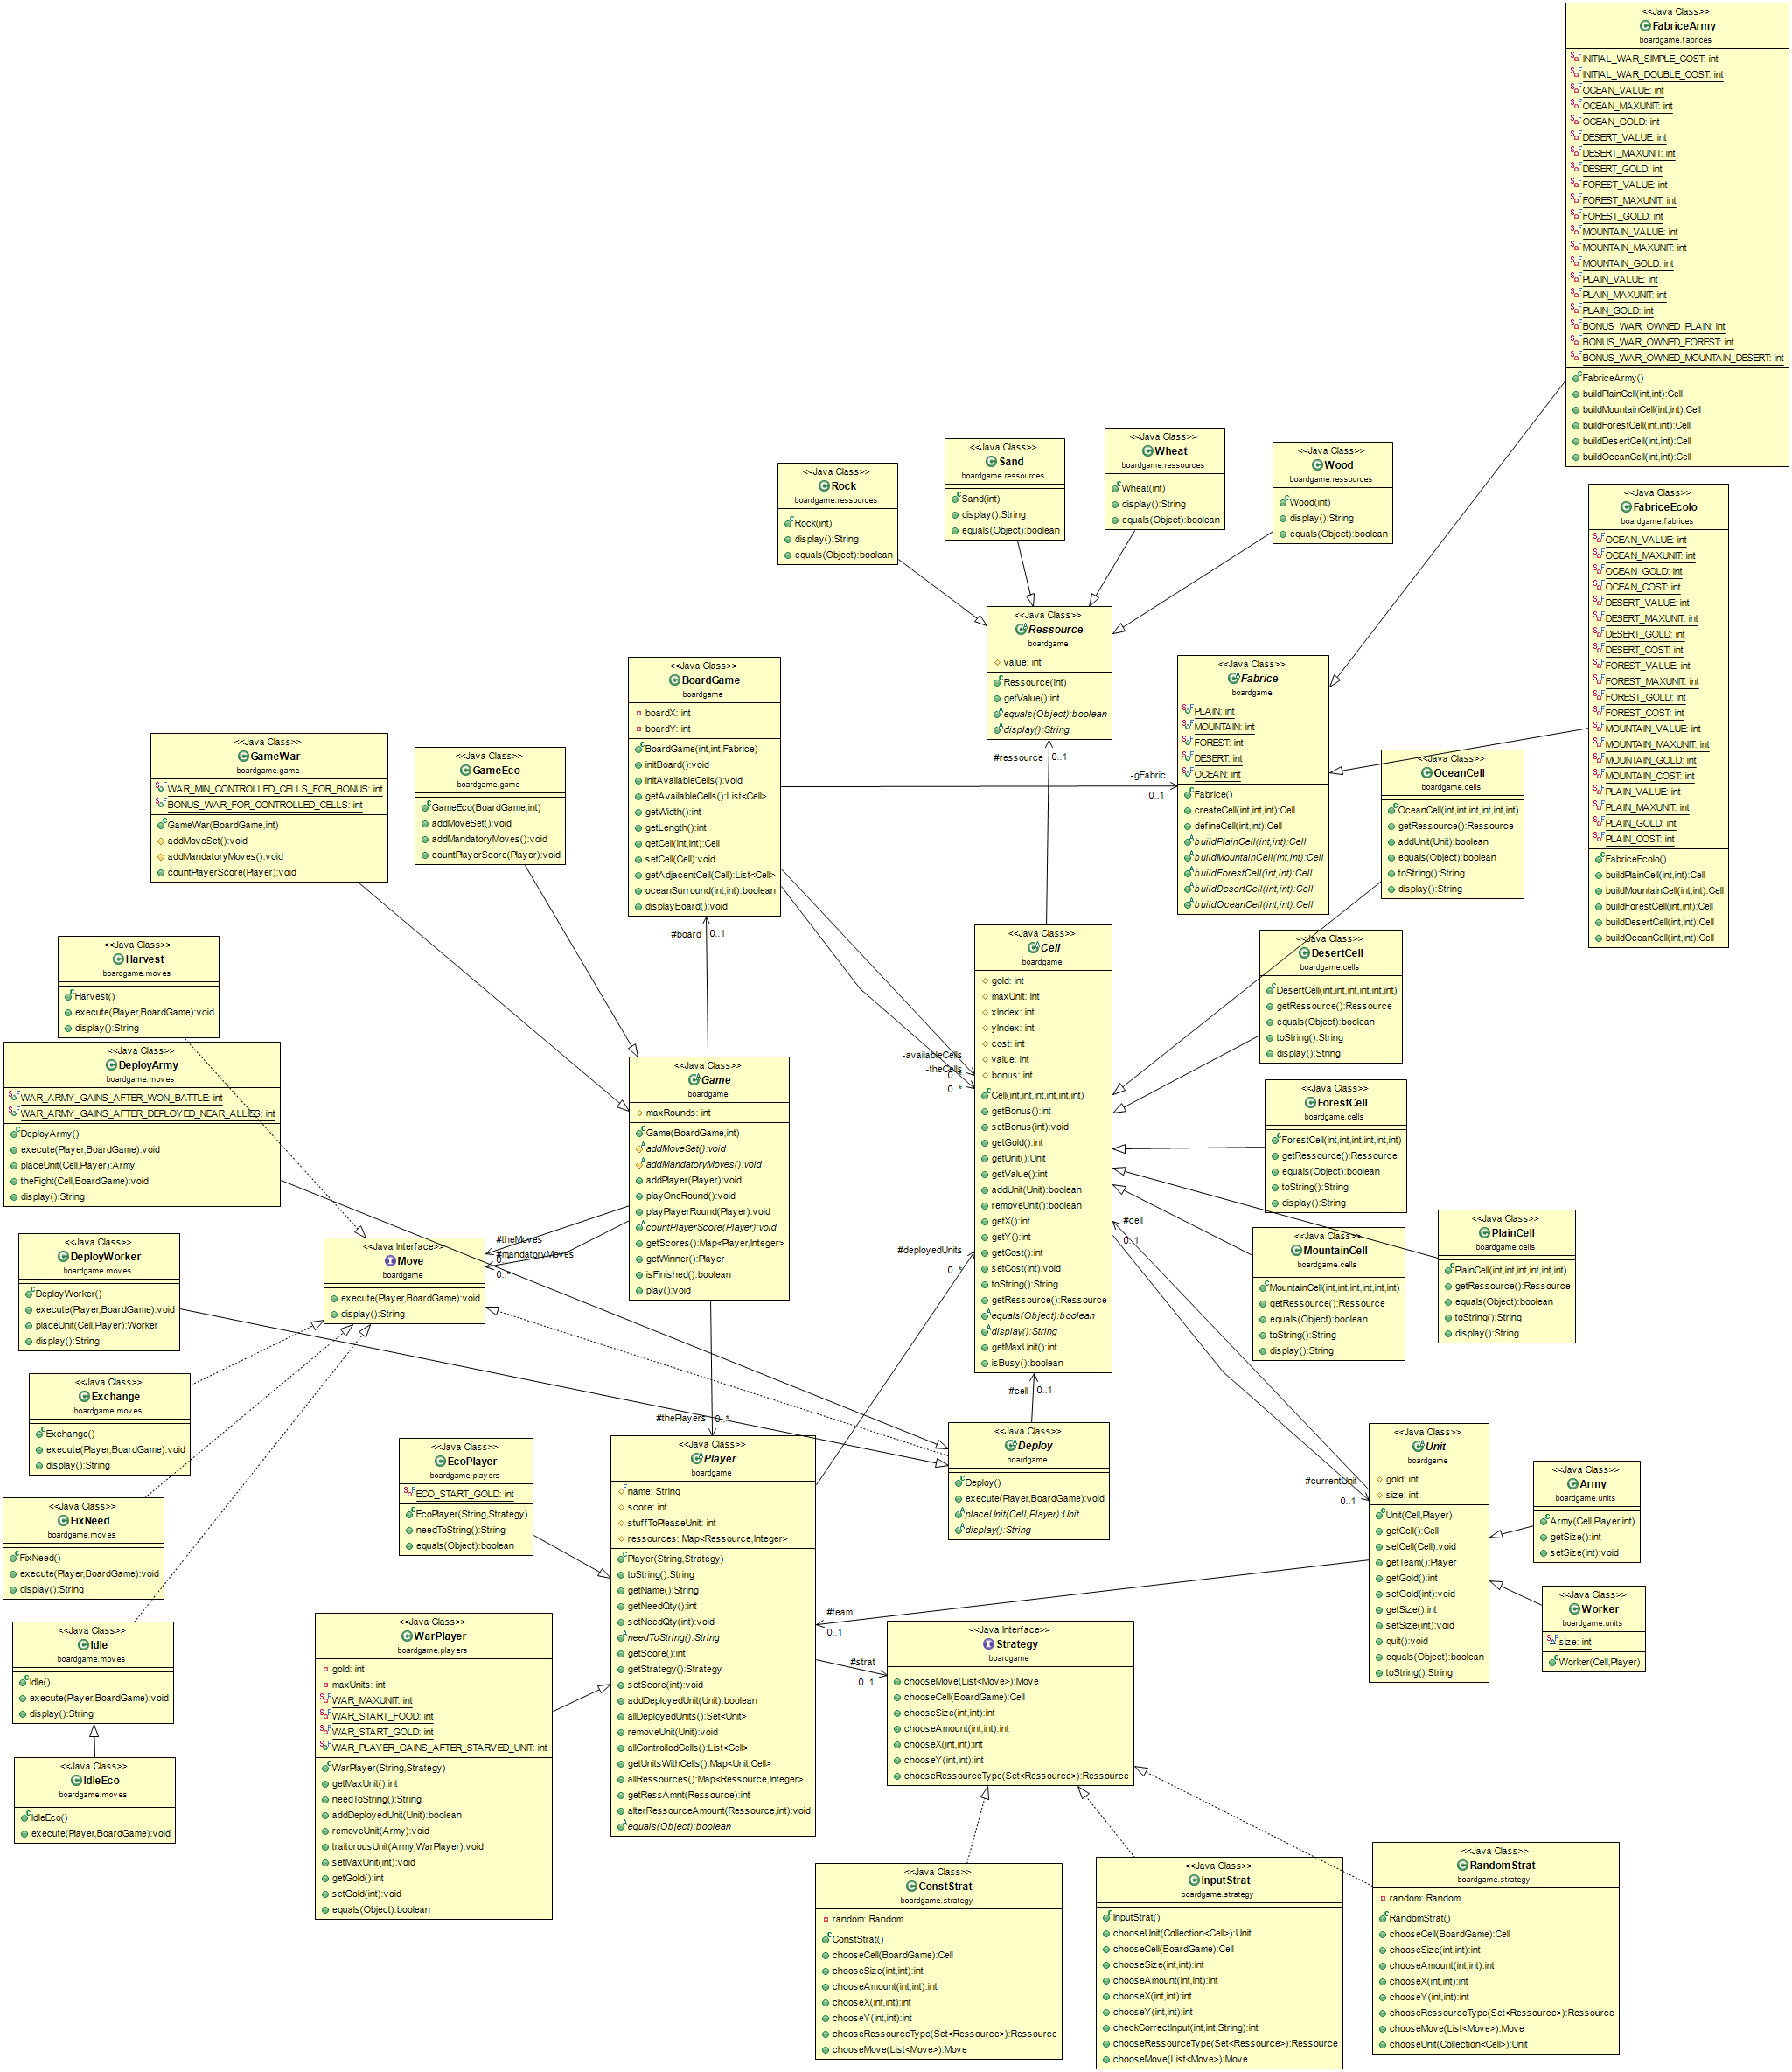 <<Java Class>>
FabriceArmy
boardgame.fabrices
INITIAL_WAR_SIMPLE_COST: int
INITIAL_WAR_DOUBLE_COST: int
OCEAN_VALUE: int
OCEAN_MAXUNIT: int
OCEAN_GOLD: int
DESERT_VALUE: int
DESERT_MAXUNIT: int
DESERT_GOLD: int
FOREST_VALUE: int
FOREST_MAXUNIT: int
FOREST_GOLD: int
MOUNTAIN_VALUE: int
MOUNTAIN_MAXUNIT: int
MOUNTAIN_GOLD: int
PLAIN_VALUE: int
PLAIN_MAXUNIT: int
PLAIN_GOLD: int
BONUS_WAR_OWNED_PLAIN: int
BONUS_WAR_OWNED_FOREST: int
BONUS_WAR_OWNED_MOUNTAIN_DESERT: int
FabriceArmy()
buildPlainCell(int,int):Cell
buildMountainCell(int,int):Cell
buildForestCell(int,int):Cell
buildDesertCell(int,int):Cell
buildOceanCell(int,int):Cell
<<Java Class>>
Rock
boardgame.ressources
Rock(int)
display():String
equals(Object):boolean
<<Java Class>>
Sand
boardgame.ressources
Sand(int)
display():String
equals(Object):boolean
<<Java Class>>
Wheat
boardgame.ressources
Wheat(int)
display():String
equals(Object):boolean
<<Java Class>>
Wood
boardgame.ressources
Wood(int)
display():String
equals(Object):boolean
<<Java Class>>
FabriceEcolo
boardgame.fabrices
OCEAN_VALUE: int
OCEAN_MAXUNIT: int
OCEAN_GOLD: int
OCEAN_COST: int
DESERT_VALUE: int
DESERT_MAXUNIT: int
DESERT_GOLD: int
DESERT_COST: int
FOREST_VALUE: int
FOREST_MAXUNIT: int
FOREST_GOLD: int
FOREST_COST: int
MOUNTAIN_VALUE: int
MOUNTAIN_MAXUNIT: int
MOUNTAIN_GOLD: int
MOUNTAIN_COST: int
PLAIN_VALUE: int
PLAIN_MAXUNIT: int
PLAIN_GOLD: int
PLAIN_COST: int
FabriceEcolo()
buildPlainCell(int,int):Cell
buildMountainCell(int,int):Cell
buildForestCell(int,int):Cell
buildDesertCell(int,int):Cell
buildOceanCell(int,int):Cell
<<Java Class>>
Ressource
boardgame
value: int
Ressource(int)
getValue():int
equals(Object):boolean
display():String
#ressource
0..1
<<Java Class>>
BoardGame
boardgame
boardX: int
boardY: int
BoardGame(int,int,Fabrice)
initBoard():void
initAvailableCells():void
getAvailableCells():List<Cell>
getWidth():int
getLength():int
getCell(int,int):Cell
setCell(Cell):void
getAdjacentCell(Cell):List<Cell>
oceanSurround(int,int):boolean
displayBoard():void
<<Java Class>>
Fabrice
boardgame
PLAIN: int
MOUNTAIN: int
FOREST: int
DESERT: int
OCEAN: int
Fabrice()
createCell(int,int,int):Cell
defineCell(int,int):Cell
buildPlainCell(int,int):Cell
buildMountainCell(int,int):Cell
buildForestCell(int,int):Cell
buildDesertCell(int,int):Cell
buildOceanCell(int,int):Cell
-gFabric
0..1
<<Java Class>>
GameWar
boardgame.game
WAR_MIN_CONTROLLED_CELLS_FOR_BONUS: int
BONUS_WAR_FOR_CONTROLLED_CELLS: int
GameWar(BoardGame,int)
addMoveSet():void
addMandatoryMoves():void
countPlayerScore(Player):void
<<Java Class>>
GameEco
boardgame.game
GameEco(BoardGame,int)
addMoveSet():void
addMandatoryMoves():void
countPlayerScore(Player):void
<<Java Class>>
OceanCell
boardgame.cells
OceanCell(int,int,int,int,int,int)
getRessource():Ressource
addUnit(Unit):boolean
equals(Object):boolean
toString():String
display():String
#board
0..1
<<Java Class>>
Cell
boardgame
gold: int
maxUnit: int
xIndex: int
yIndex: int
cost: int
value: int
bonus: int
Cell(int,int,int,int,int,int)
getBonus():int
setBonus(int):void
getGold():int
getUnit():Unit
getValue():int
addUnit(Unit):boolean
removeUnit():boolean
getX():int
getY():int
getCost():int
setCost(int):void
toString():String
getRessource():Ressource
equals(Object):boolean
display():String
getMaxUnit():int
isBusy():boolean
-availableCells
-theCells
0..*
0..*
<<Java Class>>
DesertCell
boardgame.cells
DesertCell(int,int,int,int,int,int)
getRessource():Ressource
equals(Object):boolean
toString():String
display():String
<<Java Class>>
ForestCell
boardgame.cells
ForestCell(int,int,int,int,int,int)
getRessource():Ressource
equals(Object):boolean
toString():String
display():String
<<Java Class>>
MountainCell
boardgame.cells
MountainCell(int,int,int,int,int,int)
getRessource():Ressource
equals(Object):boolean
toString():String
display():String
<<Java Class>>
PlainCell
boardgame.cells
PlainCell(int,int,int,int,int,int)
getRessource():Ressource
equals(Object):boolean
toString():String
display():String
<<Java Class>>
Harvest
boardgame.moves
Harvest()
execute(Player,BoardGame):void
display():String
<<Java Class>>
DeployArmy
boardgame.moves
WAR_ARMY_GAINS_AFTER_WON_BATTLE: int
WAR_ARMY_GAINS_AFTER_DEPLOYED_NEAR_ALLIES: int
DeployArmy()
execute(Player,BoardGame):void
placeUnit(Cell,Player):Army
theFight(Cell,BoardGame):void
display():String
<<Java Class>>
Game
boardgame
maxRounds: int
Game(BoardGame,int)
addMoveSet():void
addMandatoryMoves():void
addPlayer(Player):void
playOneRound():void
playPlayerRound(Player):void
countPlayerScore(Player):void
getScores():Map<Player,Integer>
getWinner():Player
isFinished():boolean
play():void
#theMoves
#mandatoryMoves
0..*
0..*
<<Java Class>>
DeployWorker
boardgame.moves
DeployWorker()
execute(Player,BoardGame):void
placeUnit(Cell,Player):Worker
display():String
<<Java Interface>>
Move
boardgame
execute(Player,BoardGame):void
display():String
#deployedUnits
0..*
#cell
0..1
<<Java Class>>
Exchange
boardgame.moves
Exchange()
execute(Player,BoardGame):void
display():String
#cell
0..1
#thePlayers
0..*
<<Java Class>>
Deploy
boardgame
Deploy()
execute(Player,BoardGame):void
placeUnit(Cell,Player):Unit
display():String
<<Java Class>>
FixNeed
boardgame.moves
FixNeed()
execute(Player,BoardGame):void
display():String
<<Java Class>>
EcoPlayer
boardgame.players
ECO_START_GOLD: int
EcoPlayer(String,Strategy)
needToString():String
equals(Object):boolean
<<Java Class>>
Player
boardgame
name: String
score: int
stuffToPleaseUnit: int
ressources: Map<Ressource,Integer>
Player(String,Strategy)
toString():String
getName():String
getNeedQty():int
setNeedQty(int):void
needToString():String
getScore():int
getStrategy():Strategy
setScore(int):void
addDeployedUnit(Unit):boolean
allDeployedUnits():Set<Unit>
removeUnit(Unit):void
allControlledCells():List<Cell>
getUnitsWithCells():Map<Unit,Cell>
allRessources():Map<Ressource,Integer>
getRessAmnt(Ressource):int
alterRessourceAmount(Ressource,int):void
equals(Object):boolean
#currentUnit
0..1
<<Java Class>>
Unit
boardgame
gold: int
size: int
Unit(Cell,Player)
getCell():Cell
setCell(Cell):void
getTeam():Player
getGold():int
setGold(int):void
getSize():int
setSize(int):void
quit():void
equals(Object):boolean
toString():String
<<Java Class>>
Army
boardgame.units
Army(Cell,Player,int)
getSize():int
setSize(int):void
<<Java Class>>
Worker
boardgame.units
size: int
Worker(Cell,Player)
#team
0..1
#strat
0..1
<<Java Class>>
Idle
boardgame.moves
Idle()
execute(Player,BoardGame):void
display():String
<<Java Class>>
IdleEco
boardgame.moves
IdleEco()
execute(Player,BoardGame):void
<<Java Class>>
WarPlayer
boardgame.players
gold: int
maxUnits: int
WAR_MAXUNIT: int
WAR_START_FOOD: int
WAR_START_GOLD: int
WAR_PLAYER_GAINS_AFTER_STARVED_UNIT: int
WarPlayer(String,Strategy)
getMaxUnit():int
needToString():String
addDeployedUnit(Unit):boolean
removeUnit(Army):void
traitorousUnit(Army,WarPlayer):void
setMaxUnit(int):void
getGold():int
setGold(int):void
equals(Object):boolean
<<Java Interface>>
Strategy
boardgame
chooseMove(List<Move>):Move
chooseCell(BoardGame):Cell
chooseSize(int,int):int
chooseAmount(int,int):int
chooseX(int,int):int
chooseY(int,int):int
chooseRessourceType(Set<Ressource>):Ressource
<<Java Class>>
ConstStrat
boardgame.strategy
random: Random
ConstStrat()
chooseCell(BoardGame):Cell
chooseSize(int,int):int
chooseAmount(int,int):int
chooseX(int,int):int
chooseY(int,int):int
chooseRessourceType(Set<Ressource>):Ressource
chooseMove(List<Move>):Move
<<Java Class>>
InputStrat
boardgame.strategy
InputStrat()
chooseUnit(Collection<Cell>):Unit
chooseCell(BoardGame):Cell
chooseSize(int,int):int
chooseAmount(int,int):int
chooseX(int,int):int
chooseY(int,int):int
checkCorrectInput(int,int,String):int
chooseRessourceType(Set<Ressource>):Ressource
chooseMove(List<Move>):Move
<<Java Class>>
RandomStrat
boardgame.strategy
random: Random
RandomStrat()
chooseCell(BoardGame):Cell
chooseSize(int,int):int
chooseAmount(int,int):int
chooseX(int,int):int
chooseY(int,int):int
chooseRessourceType(Set<Ressource>):Ressource
chooseMove(List<Move>):Move
chooseUnit(Collection<Cell>):Unit